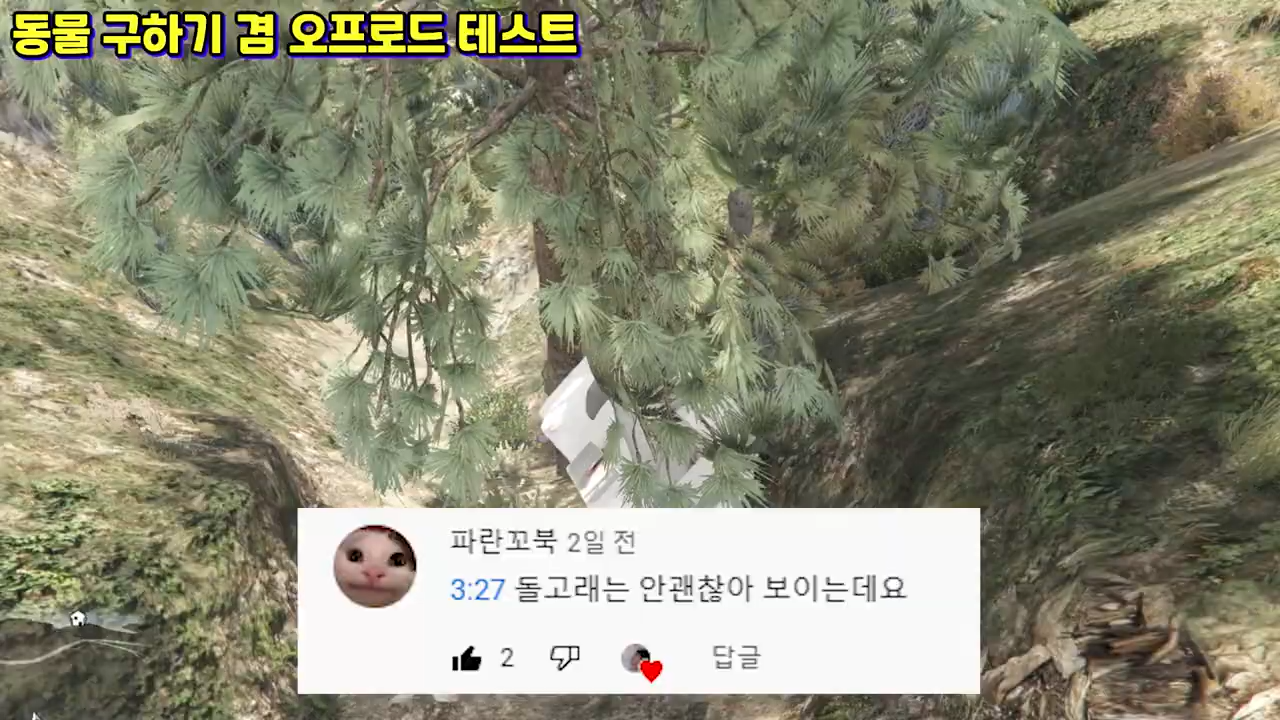 동물 구하기 겸 오프로드 테스트
파란꼬북 2일 전
3:27 돌고래는 안괜찮아 보이는데요
2
답글